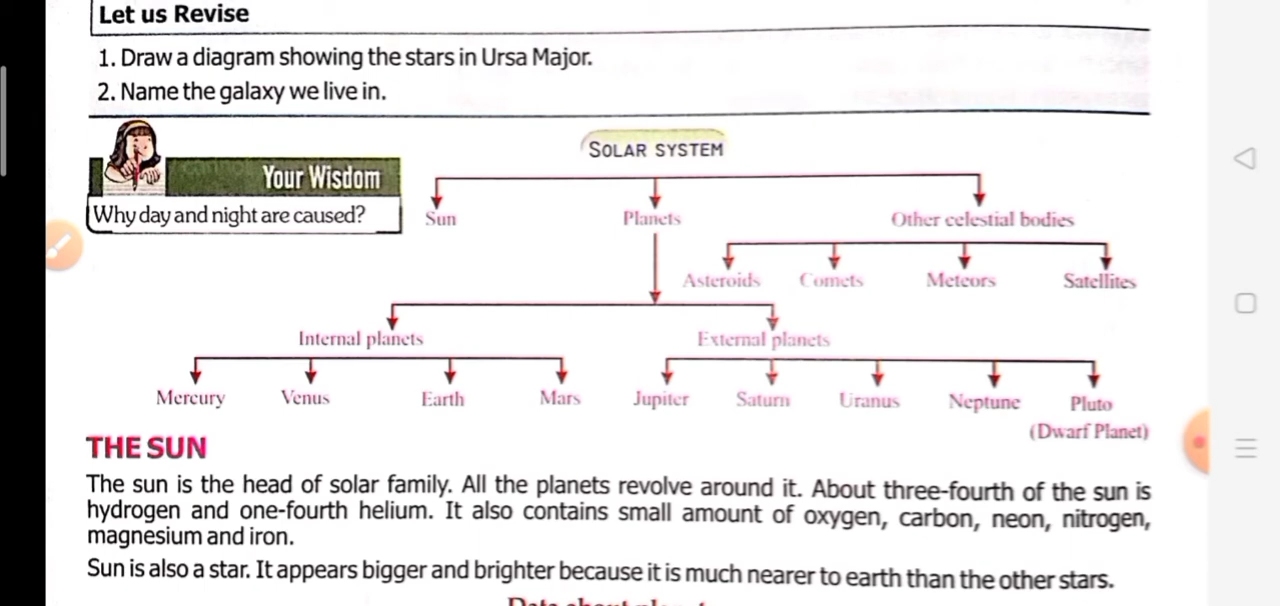 Let us Revise
1. Draw a diagram showing the stars in Ursa Major.
2. Name the galaxy we live in.
SOLAR SYSTEM
Your Wisdom
Why day and night are caused?
Sun Planets Other celestial bodies
Asteroids Comets Meteors Satellites
Internal planets External planets
Mercury Venus Earth Mars Jupiter Saturn Uranus Neptune Pluto
(Dwarf Planet)
THE SUN
The sun is the head of solar family. All the planets revolve around it. About three-fourth of the sun is
hydrogen and one-fourth helium. It also contains small amount of oxygen, carbon, neon, nitrogen,
magnesium and iron.
Sun is also a star. It appears bigger and brighter because it is much nearer to earth than the other stars.